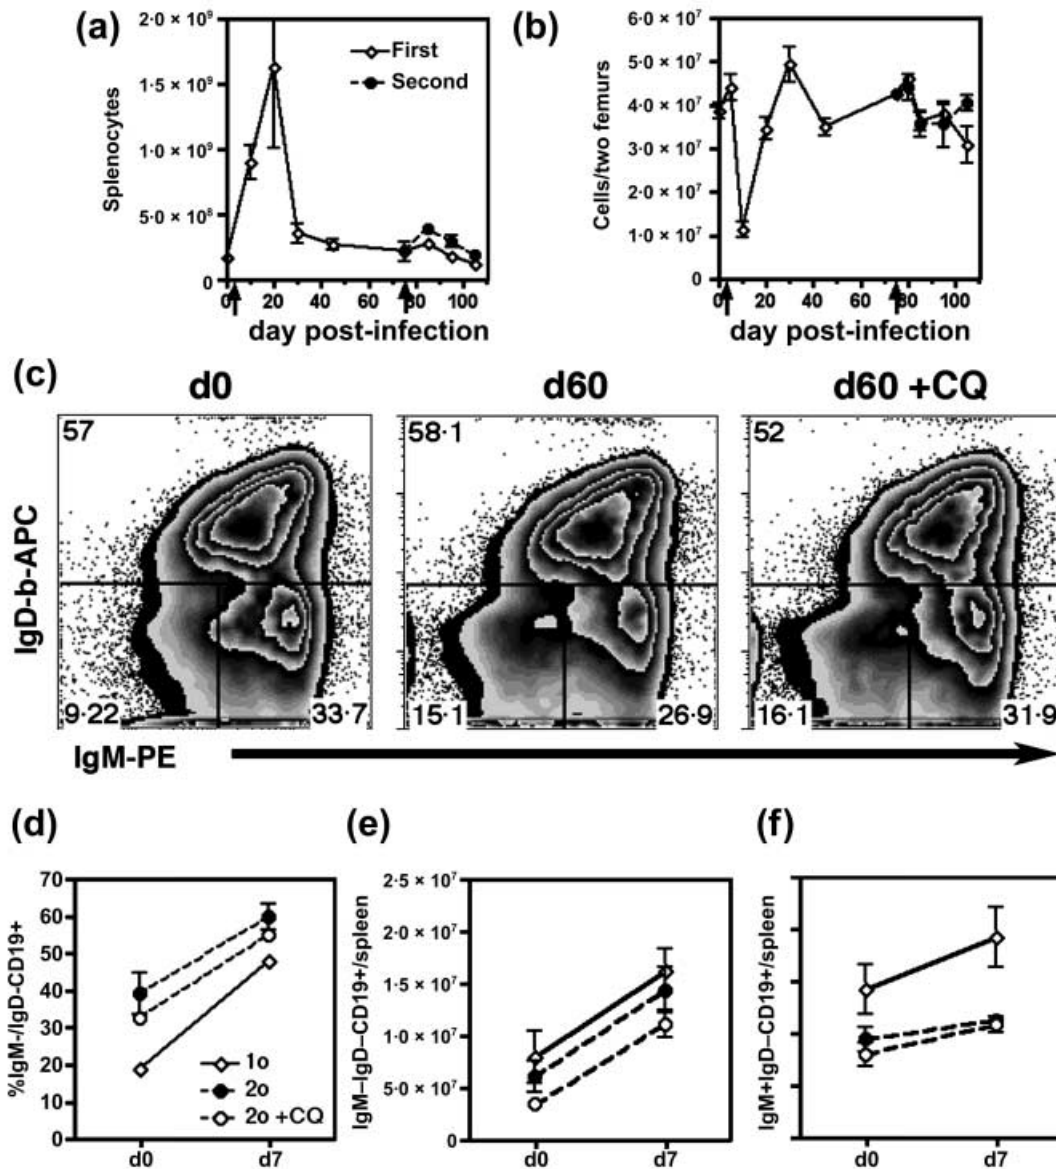 (a)
Splenocytes
2·0 × 10⁹
1·5 × 10⁹
1·0 × 10⁹
5·0 × 10⁸
0
First
Second
0 20 40 60 80 100
day post-infection
(b)
Cells/two femurs
6·0 × 10⁷
5·0 × 10⁷
4·0 × 10⁷
3·0 × 10⁷
2·0 × 10⁷
1·0 × 10⁷
0
0 20 40 60 80 100
day post-infection
(c)
d0
d60
d60 +CQ
IgD-b-APC
57
9·22
33·7
58·1
15·1
26·9
52
16·1
31·9
IgM-PE
(d)
%IgM-/IgD-CD19+
70
60
50
40
30
20
10
0
1o
2o
2o +CQ
d0 d7
(e)
IgM–IgD–CD19+/spleen
2·5 × 10⁷
2· × 10⁷
1·5 × 10⁷
1·0 × 10⁷
5·0 × 10⁷
0
d0 d7
(f)
IgM+IgD–CD19+/spleen
d0 d7